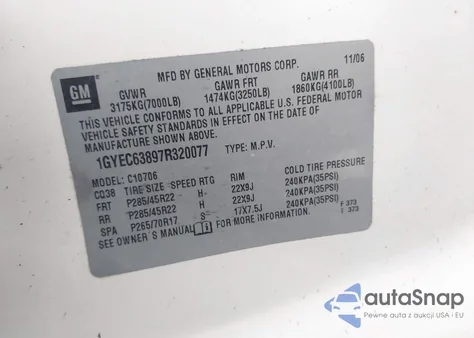 GM
MFD BY GENERAL MOTORS CORP. 11/06
GVWR GAWR FRT GAWR RR
3175KG(7000LB) 1474KG(3250LB) 1860KG(4100LB)
THIS VEHICLE CONFORMS TO ALL APPLICABLE U.S. FEDERAL MOTOR
VEHICLE SAFETY STANDARDS IN EFFECT ON THE DATE OF
MANUFACTURE SHOWN ABOVE.
1GYEC63897R320077 TYPE: M.P.V.
MODEL: C10706
CO38 TIRE SIZE SPEED RTG RIM COLD TIRE PRESSURE
FRT P285/45R22 H 22X9J 240KPA(35PSI)
RR P285/45R22 H 22X9J 240KPA(35PSI)
SPA P265/70R17 S 17X7.5J 240KPA(35PSI)
SEE OWNER'S MANUAL FOR MORE INFORMATION.
F 373
I 373
autaSnap
Pewne auta z aukcji USA i EU